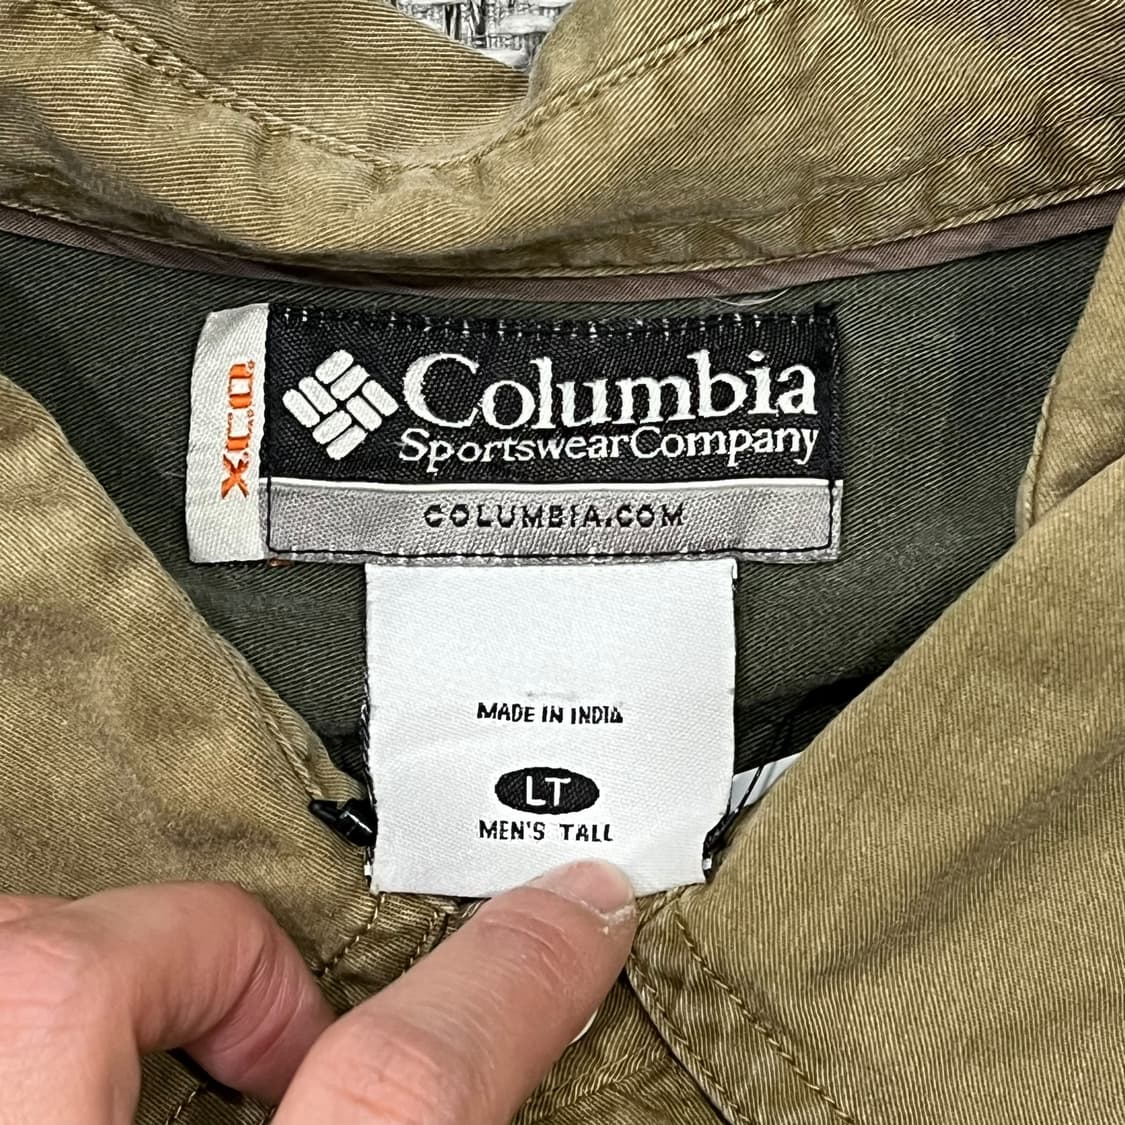 XCO
Columbia
SportswearCompany
COLUMBIA.COM
MADE IN INDIA
LT
MEN'S TALL